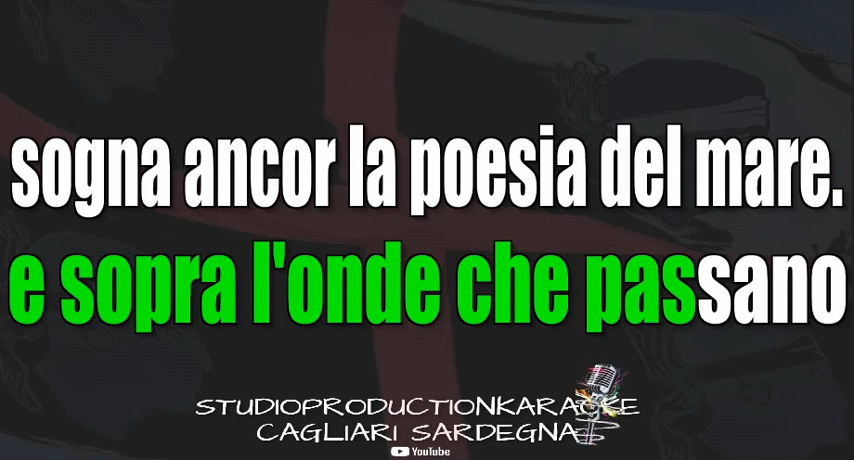 sogna ancor la poesia del mare.
e sopra l'onde che passano
STUDIOPRODUCTIONKARAOKE
CAGLIARI SARDEGNA
YouTube